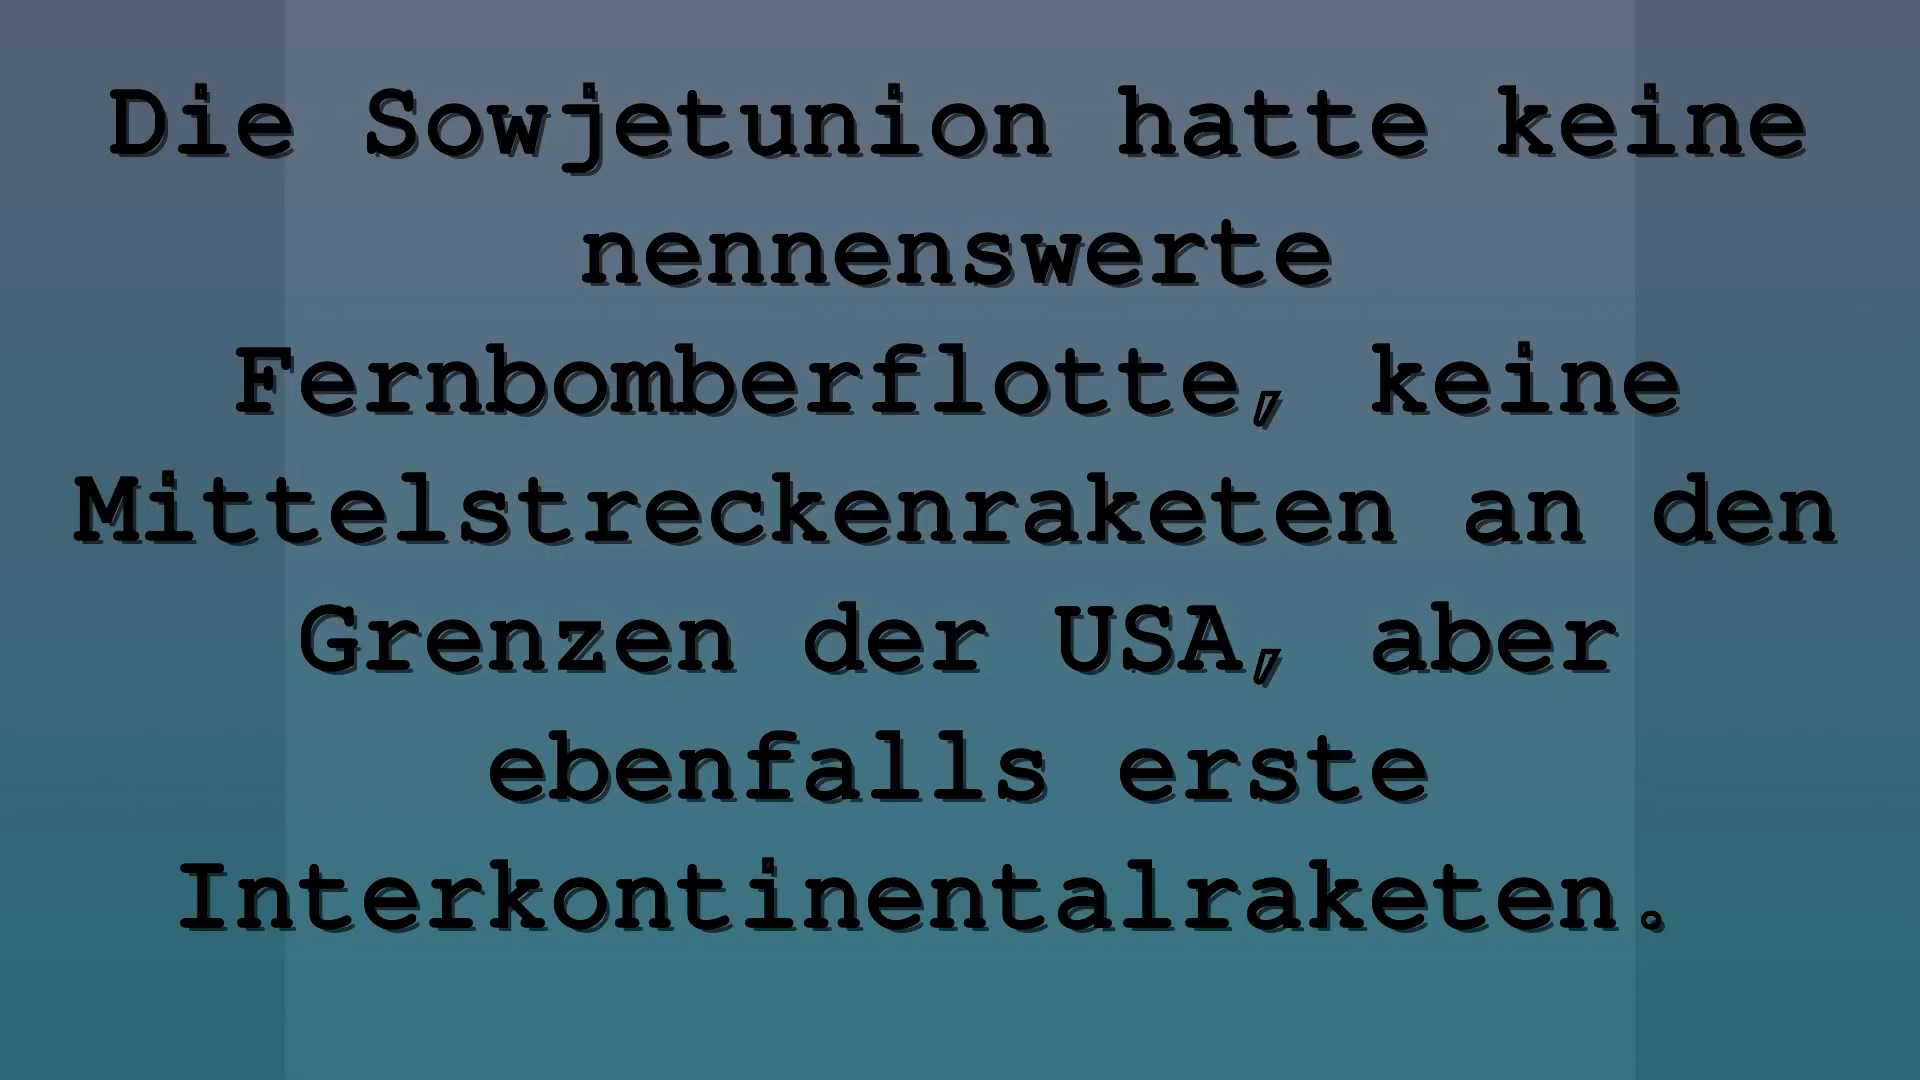 Die Sowjetunion hatte keine
nennenswerte
Fernbomberflotte, keine
Mittelstreckenraketen an den
Grenzen der USA, aber
ebenfalls erste
Interkontinentalraketen.